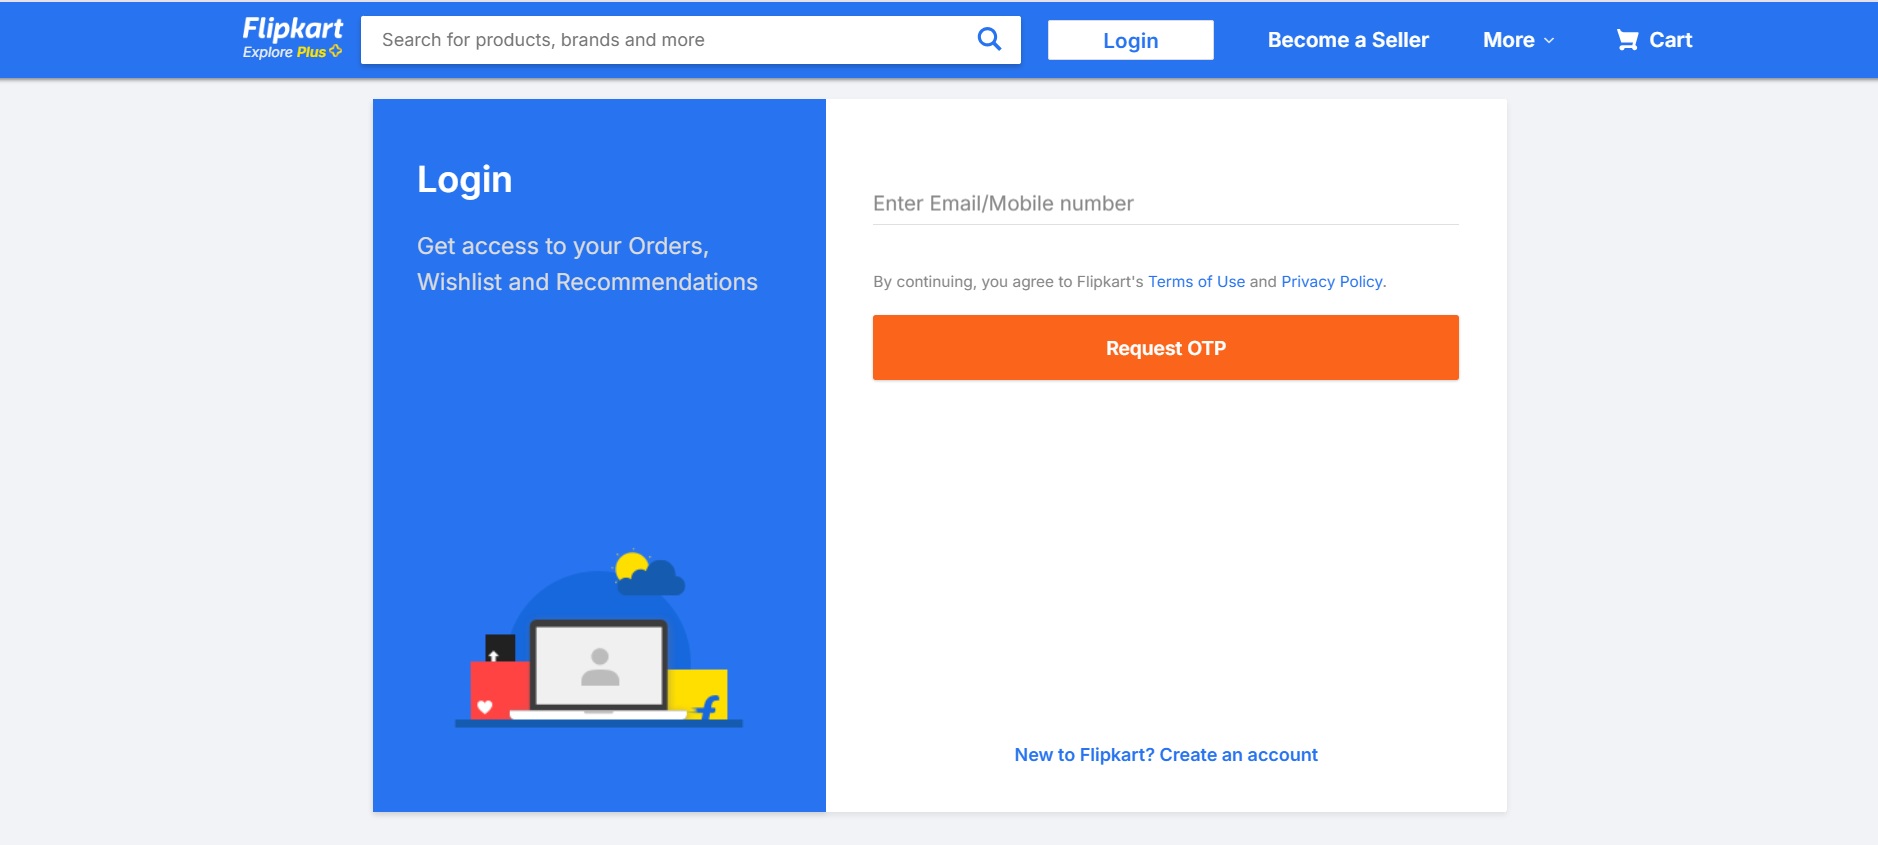 Flipkart
Explore Plus
Search for products, brands and more
Login
Become a Seller
More
Cart
Login
Get access to your Orders,
Wishlist and Recommendations
Enter Email/Mobile number
By continuing, you agree to Flipkart's Terms of Use and Privacy Policy.
Request OTP
f
New to Flipkart? Create an account